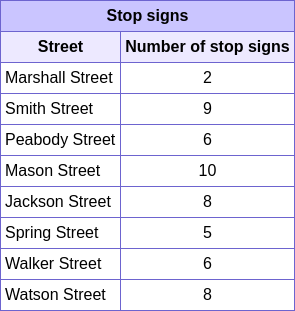 Stop signs
Street Number of stop signs
Marshall Street 2
Smith Street 9
Peabody Street 6
Mason Street 10
Jackson Street 8
Spring Street 5
Walker Street 6
Watson Street 8